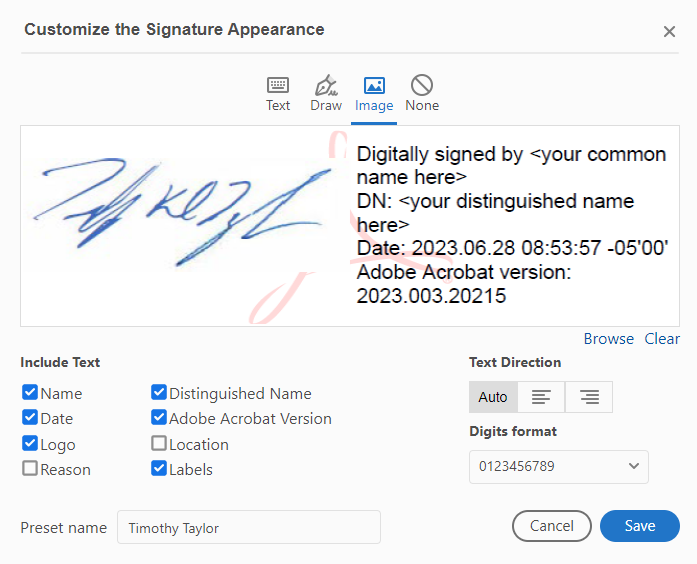 Customize the Signature Appearance
Text Draw Image None
Digitally signed by <your common
name here>
DN: <your distinguished name
here>
Date: 2023.06.28 08:53:57 -05'00'
Adobe Acrobat version:
2023.003.20215
Browse Clear
Include Text
Name
Distinguished Name
Date
Adobe Acrobat Version
Logo
Location
Reason
Labels
Text Direction
Auto
Digits format
0123456789
Preset name Timothy Taylor
Cancel Save